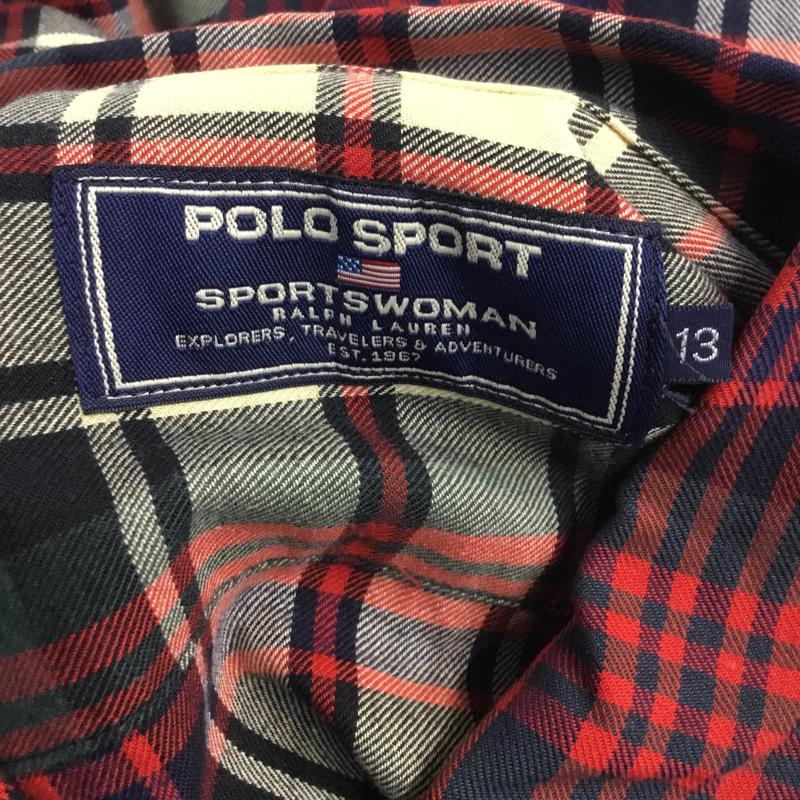 POLO SPORT
SPORTSWOMAN
RALPH LAUREN
EXPLORERS, TRAVELERS & ADVENTURERS
EST. 1967
13